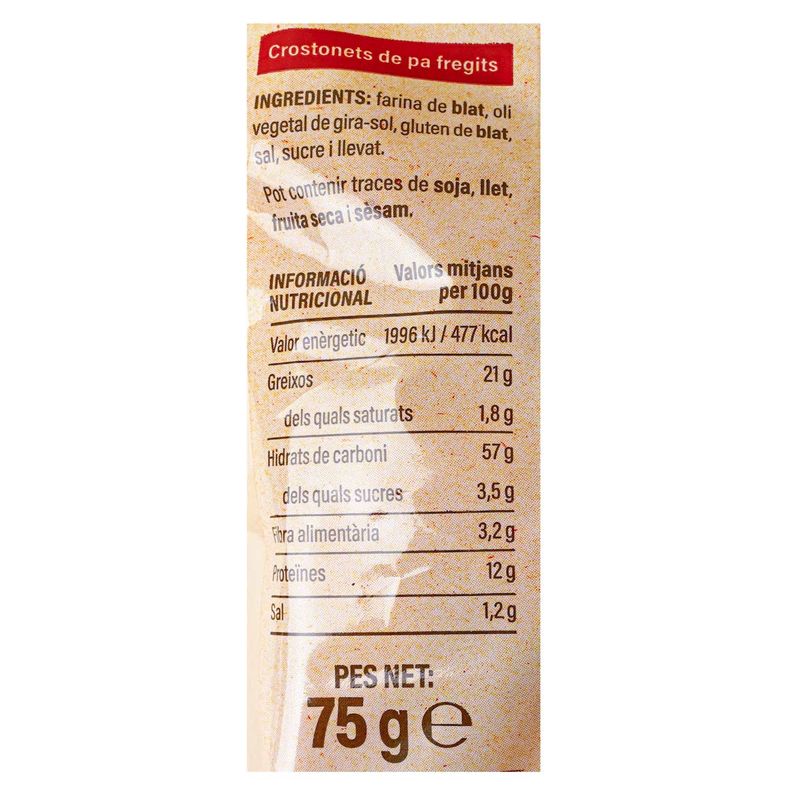 Crostonets de pa fregits
INGREDIENTS: farina de blat, oli
vegetal de gira-sol, gluten de blat,
sal, sucre i llevat.
Pot contenir traces de soja, llet,
fruita seca i sèsam.
INFORMACIÓ NUTRICIONAL Valors mitjans per 100g
Valor enèrgetic 1996 kJ / 477 kcal
Greixos 21 g
dels quals saturats 1,8 g
Hidrats de carboni 57 g
dels quals sucres 3,5 g
Fibra alimentària 3,2 g
Proteïnes 12 g
Sal 1,2 g
PES NET:
75 g ℮